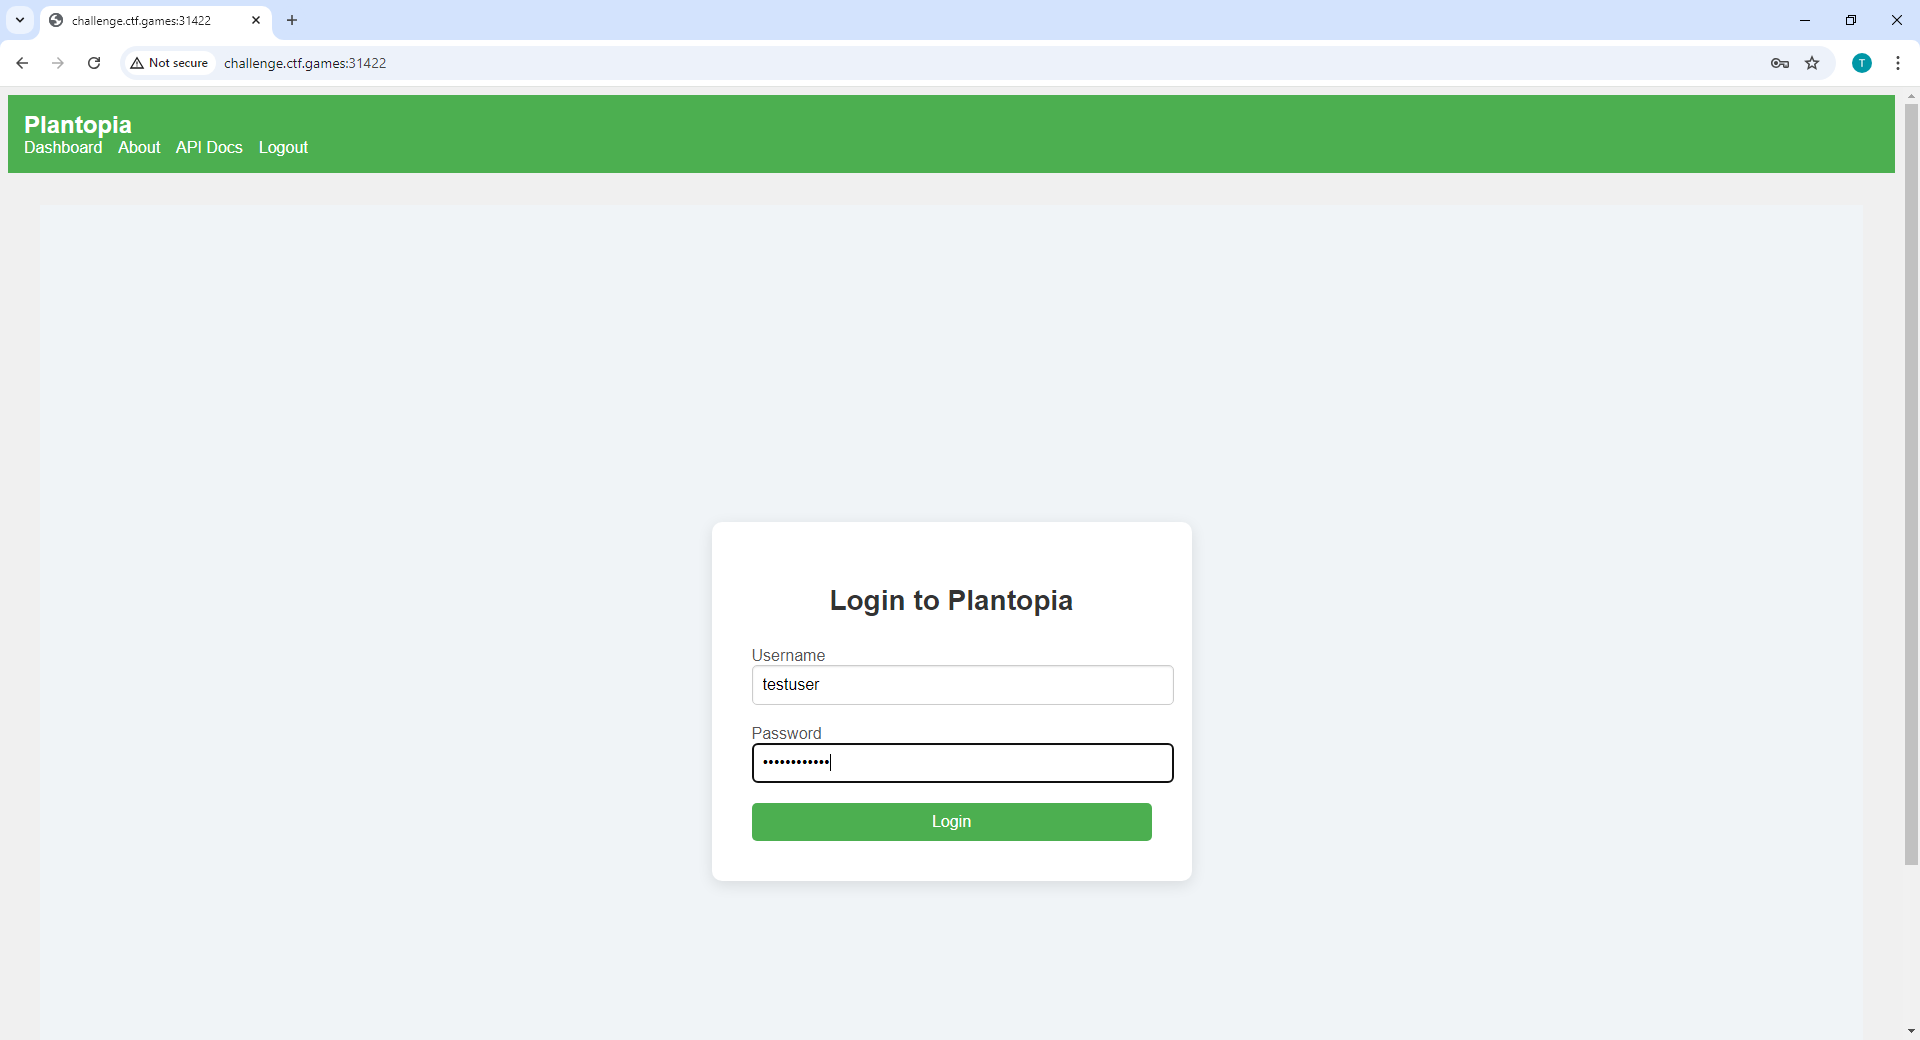 challenge.ctf.games:31422
Not secure challenge.ctf.games:31422
T
Plantopia
Dashboard About API Docs Logout
Login to Plantopia
Username
testuser
Password
••••••••••••
Login